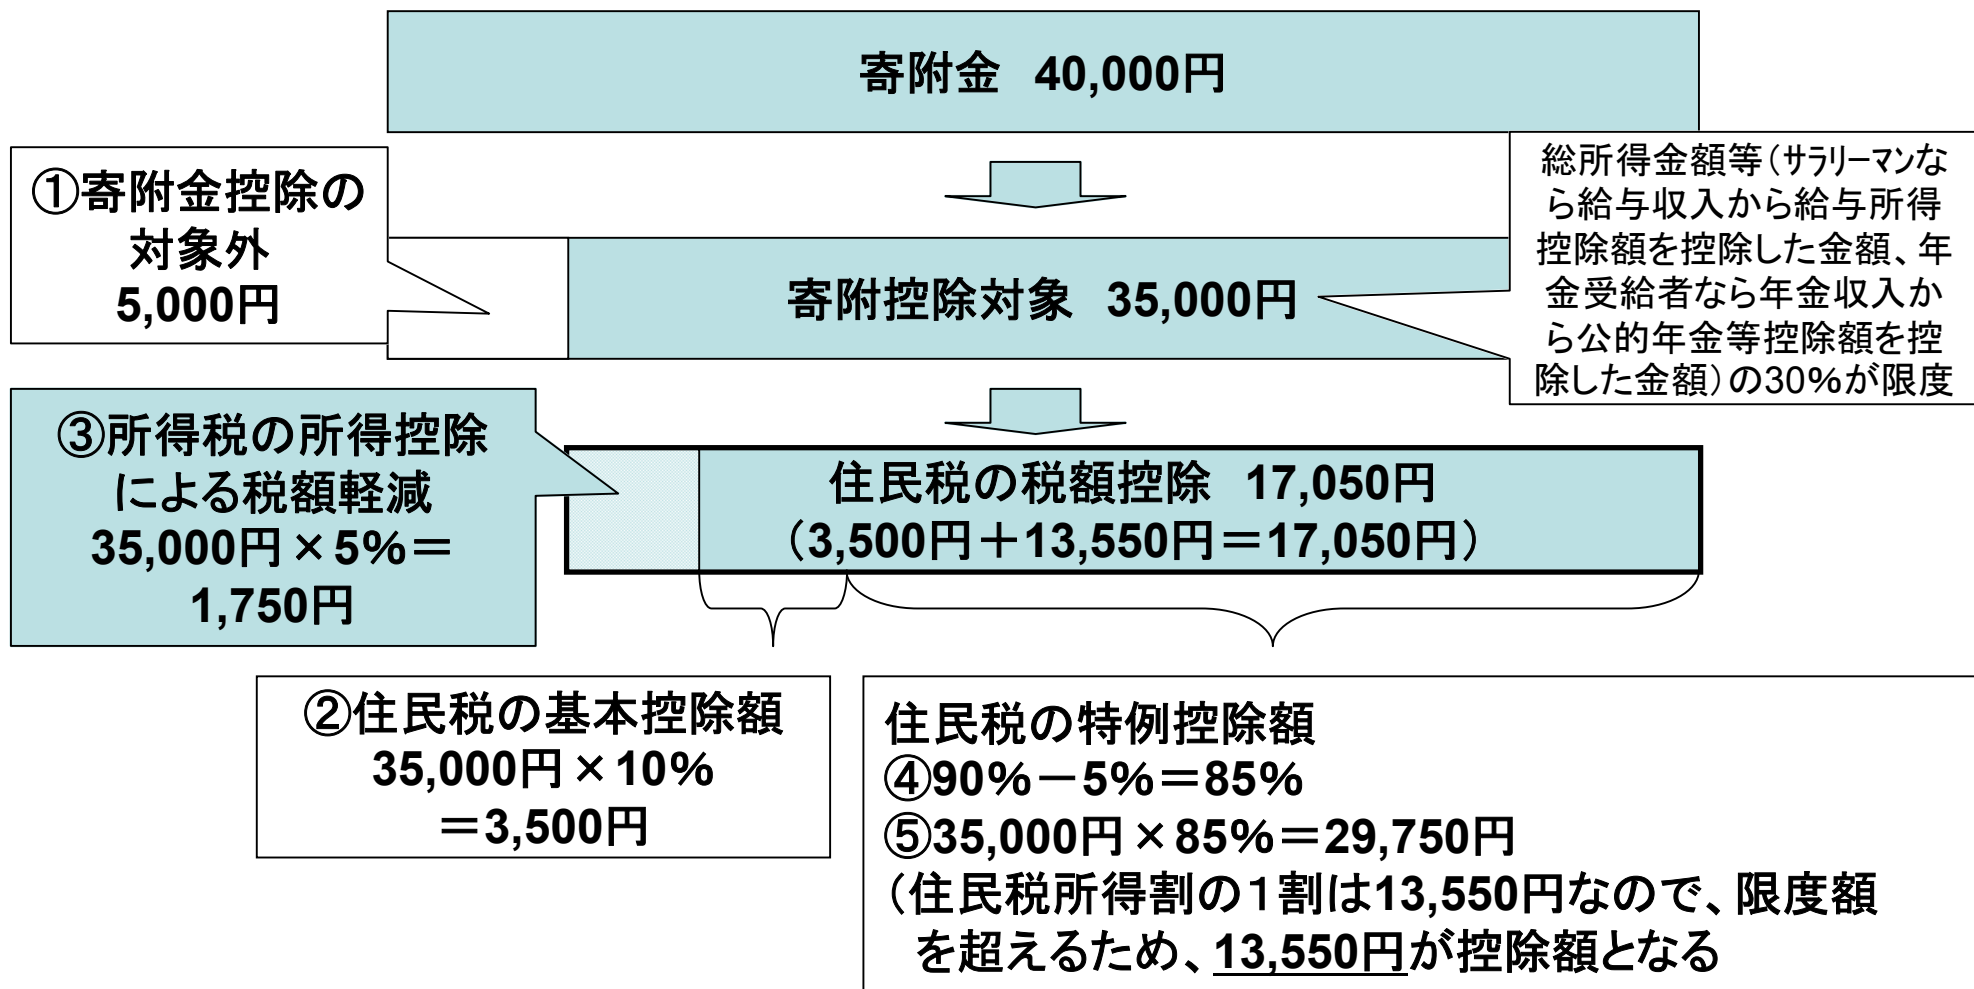 寄附金　40,000円
①寄附金控除の
対象外
5,000円
寄附控除対象　35,000円
総所得金額等（サラリーマンな
ら給与収入から給与所得
控除額を控除した金額、年
金受給者なら年金収入か
ら公的年金等控除額を控
除した金額）の30％が限度
③所得税の所得控除
による税額軽減
35,000円×5％＝
1,750円
住民税の税額控除　17,050円
（3,500円＋13,550円＝17,050円）
②住民税の基本控除額
35,000円×10％
＝3,500円
住民税の特例控除額
④90％－5％＝85％
⑤35,000円×85％＝29,750円
（住民税所得割の１割は13,550円なので、限度額
を超えるため、13,550円が控除額となる